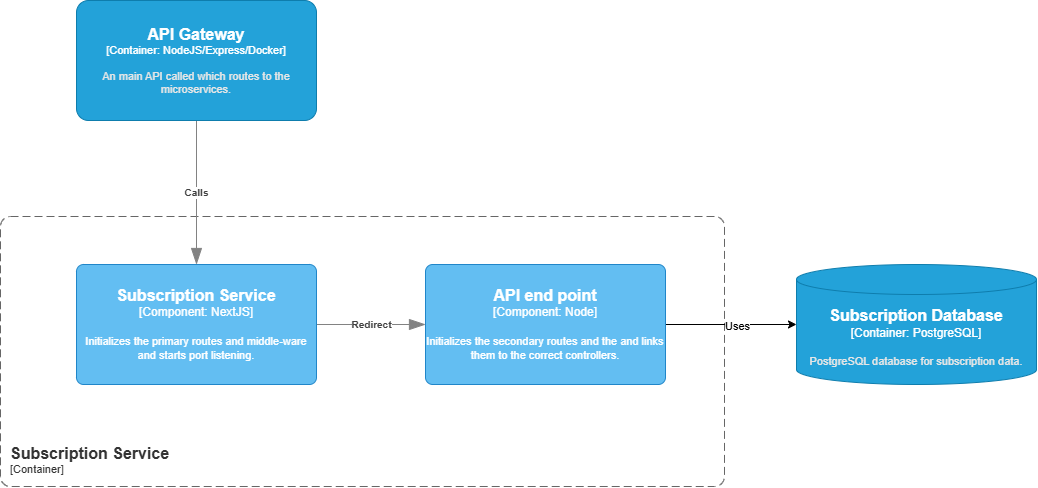 API Gateway
[Container: NodeJS/Express/Docker]
An main API called which routes to the
microservices.
Calls
Subscription Service
[Component: NextJS]
Initializes the primary routes and middle-ware
and starts port listening.
Redirect
API end point
[Component: Node]
Initializes the secondary routes and the and links
them to the correct controllers.
Uses
Subscription Database
[Container: PostgreSQL]
PostgreSQL database for subscription data.
Subscription Service
[Container]